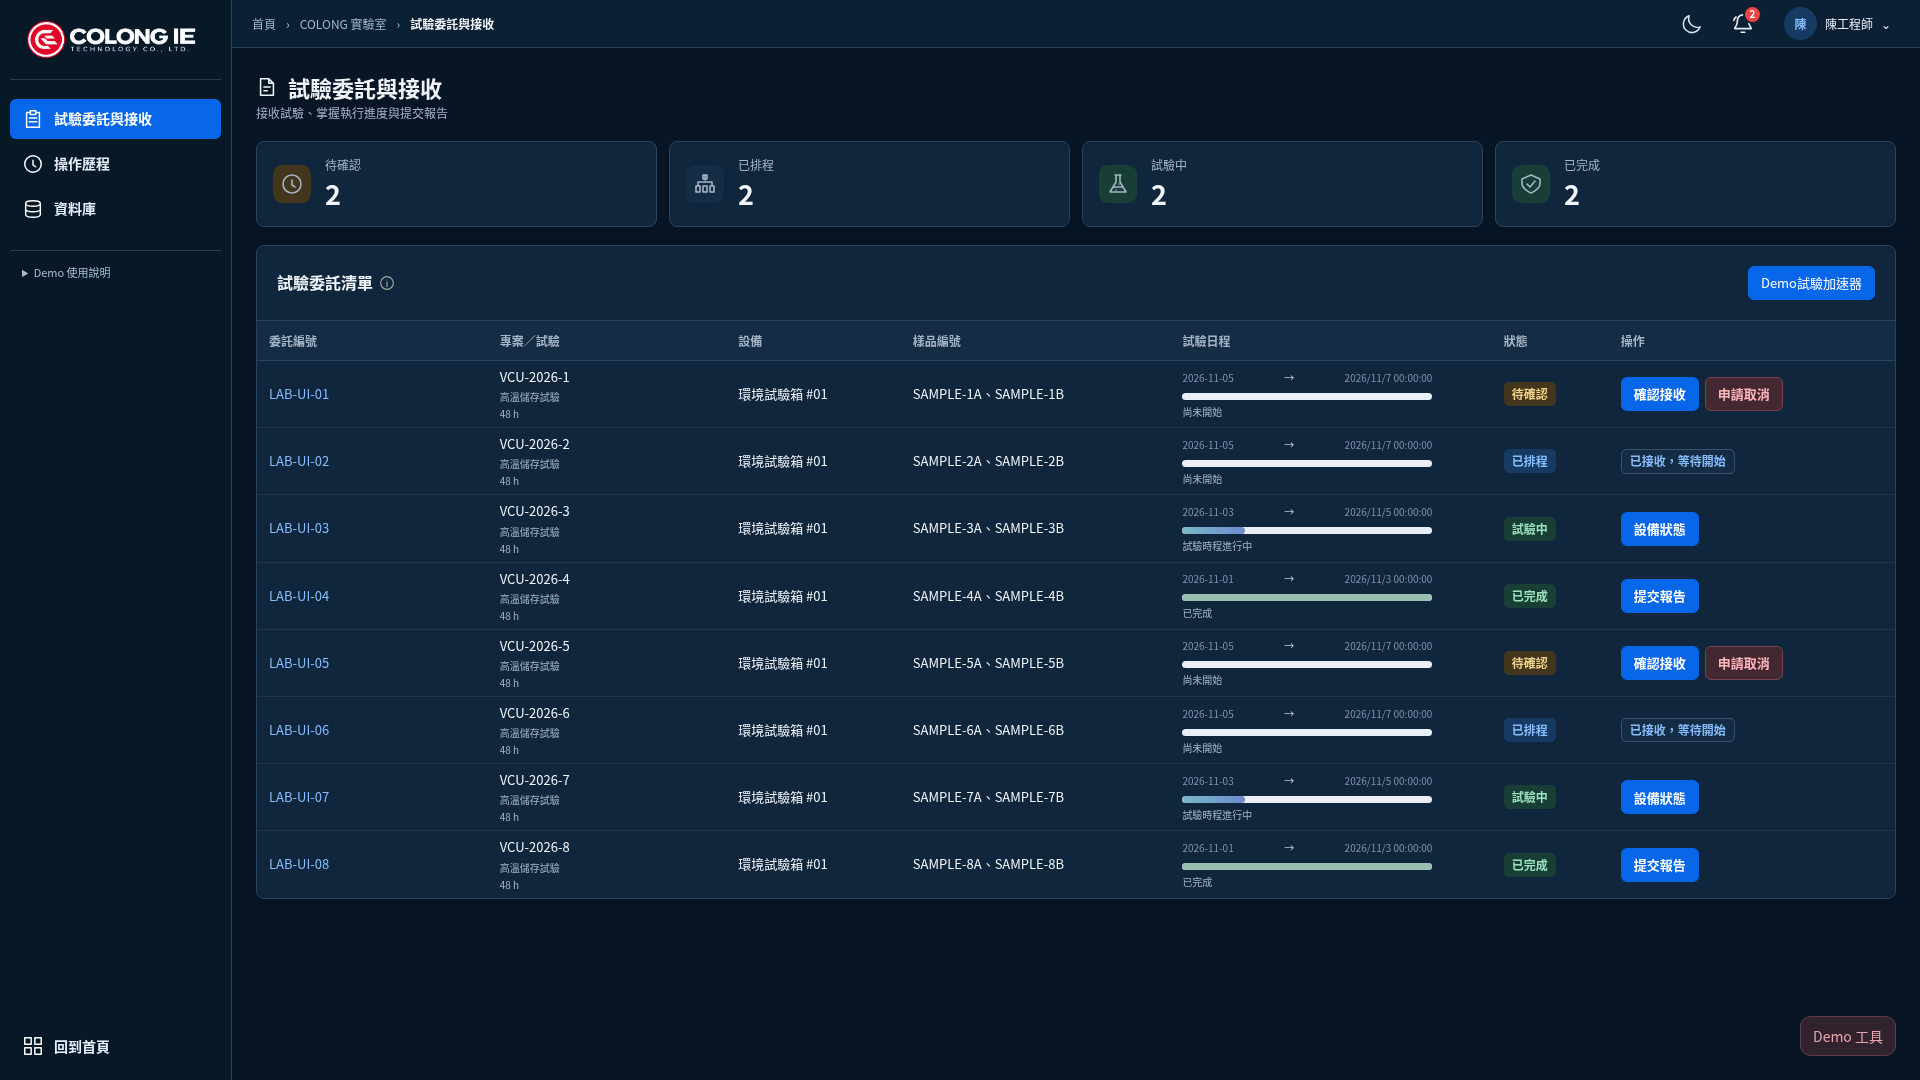 COLONG IE
TECHNOLOGY CO., LTD.
試驗委託與接收
操作歷程
資料庫
Demo 使用說明
回到首頁
首頁 › COLONG 實驗室 › 試驗委託與接收
2
陳 陳工程師
試驗委託與接收
接收試驗、掌握執行進度與提交報告
待確認
2
已排程
2
試驗中
2
已完成
2
試驗委託清單
Demo試驗加速器
委託編號 專案／試驗 設備 樣品編號 試驗日程 狀態 操作
LAB-UI-01
VCU-2026-1
高溫儲存試驗
48 h
環境試驗箱 #01
SAMPLE-1A、SAMPLE-1B
2026-11-05 → 2026/11/7 00:00:00
尚未開始
待確認
確認接收 申請取消
LAB-UI-02
VCU-2026-2
高溫儲存試驗
48 h
環境試驗箱 #01
SAMPLE-2A、SAMPLE-2B
2026-11-05 → 2026/11/7 00:00:00
尚未開始
已排程
已接收，等待開始
LAB-UI-03
VCU-2026-3
高溫儲存試驗
48 h
環境試驗箱 #01
SAMPLE-3A、SAMPLE-3B
2026-11-03 → 2026/11/5 00:00:00
試驗時程進行中
試驗中
設備狀態
LAB-UI-04
VCU-2026-4
高溫儲存試驗
48 h
環境試驗箱 #01
SAMPLE-4A、SAMPLE-4B
2026-11-01 → 2026/11/3 00:00:00
已完成
已完成
提交報告
LAB-UI-05
VCU-2026-5
高溫儲存試驗
48 h
環境試驗箱 #01
SAMPLE-5A、SAMPLE-5B
2026-11-05 → 2026/11/7 00:00:00
尚未開始
待確認
確認接收 申請取消
LAB-UI-06
VCU-2026-6
高溫儲存試驗
48 h
環境試驗箱 #01
SAMPLE-6A、SAMPLE-6B
2026-11-05 → 2026/11/7 00:00:00
尚未開始
已排程
已接收，等待開始
LAB-UI-07
VCU-2026-7
高溫儲存試驗
48 h
環境試驗箱 #01
SAMPLE-7A、SAMPLE-7B
2026-11-03 → 2026/11/5 00:00:00
試驗時程進行中
試驗中
設備狀態
LAB-UI-08
VCU-2026-8
高溫儲存試驗
48 h
環境試驗箱 #01
SAMPLE-8A、SAMPLE-8B
2026-11-01 → 2026/11/3 00:00:00
已完成
已完成
提交報告
Demo 工具